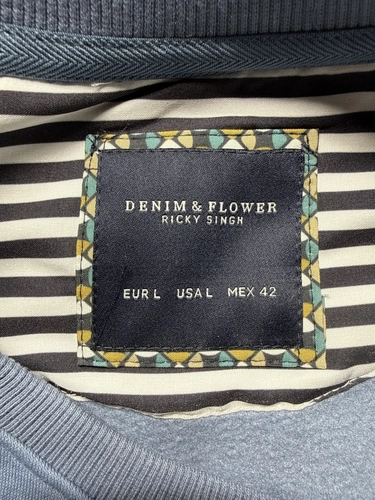 DENIM & FLOWER
RICKY SINGH
EUR L USA L MEX 42